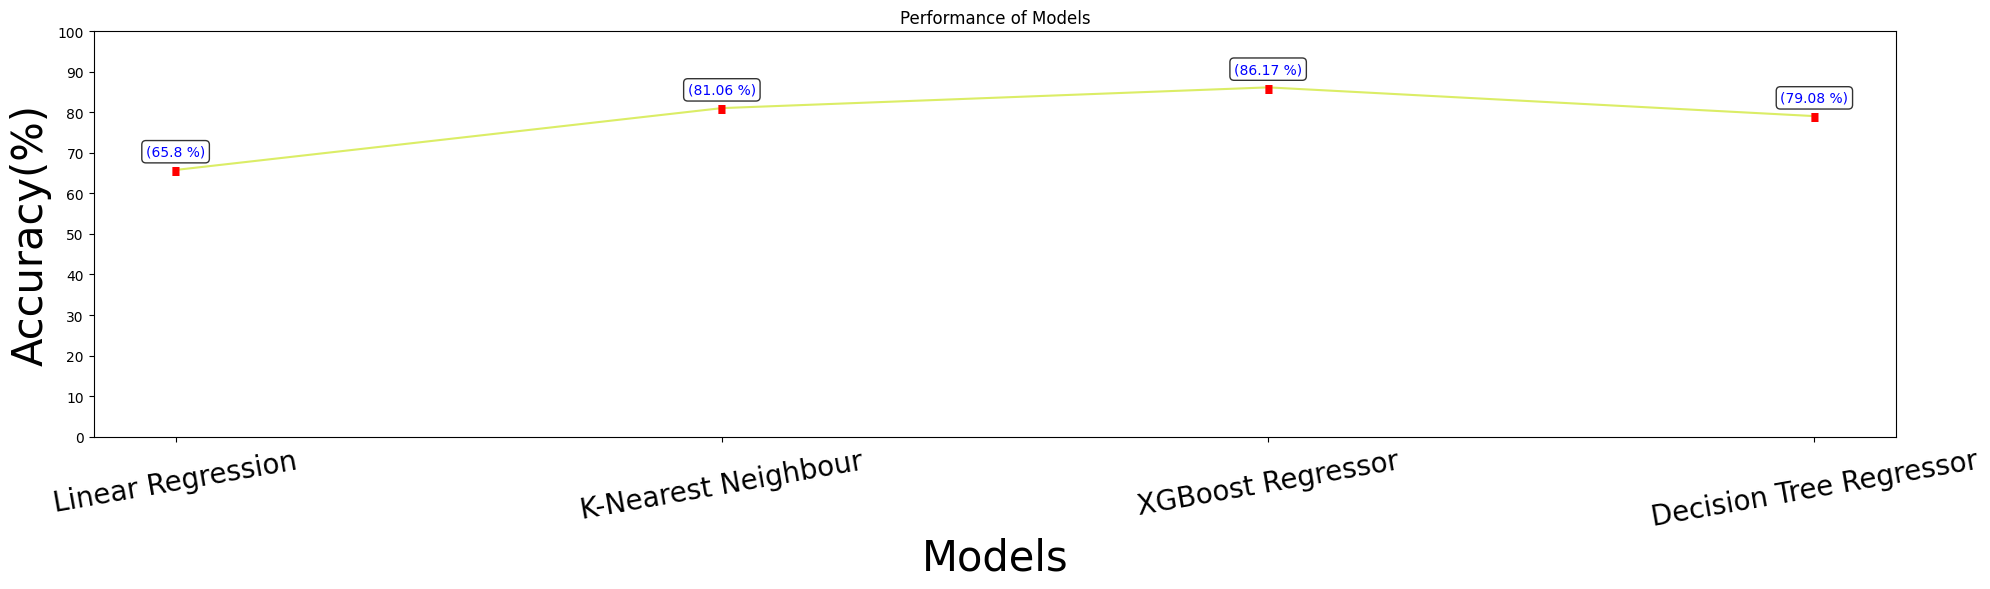 Performance of Models
Accuracy(%)
100
90
80
70
60
50
40
30
20
10
0
(65.8 %)
(81.06 %)
(86.17 %)
(79.08 %)
Linear Regression
K-Nearest Neighbour
XGBoost Regressor
Decision Tree Regressor
Models